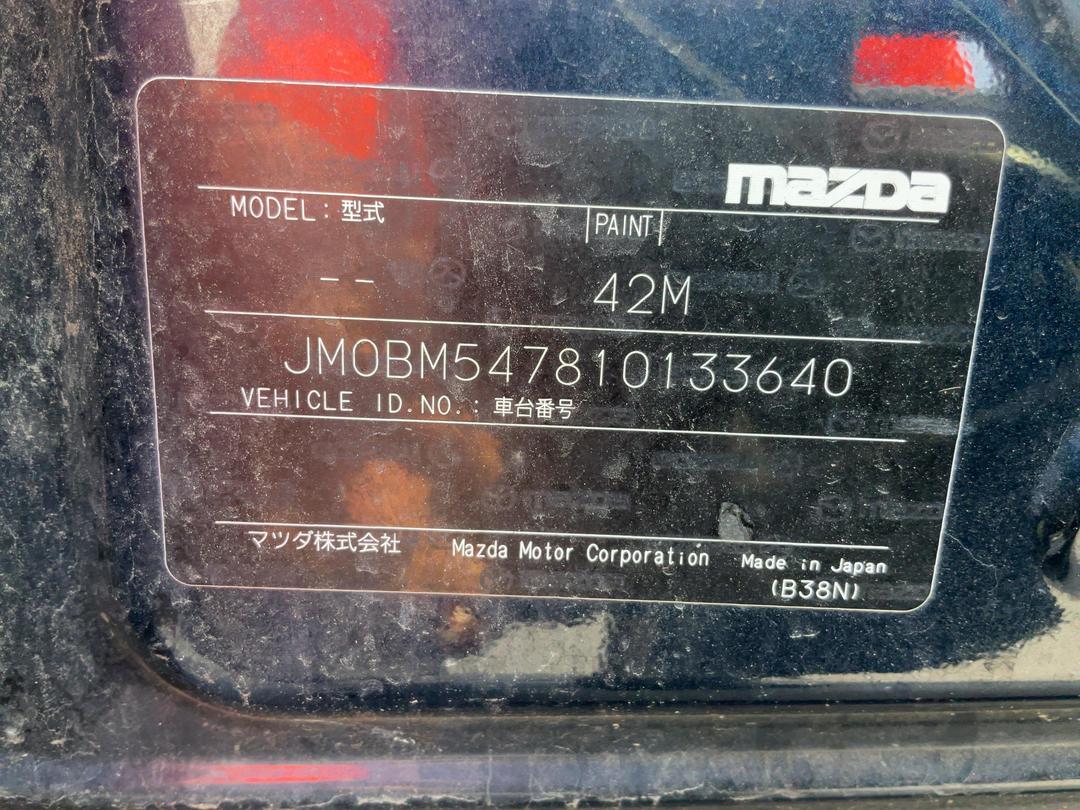 mazDa
MODEL: 型式 PAINT
-- 42M
JM0BM547810133640
VEHICLE ID.NO.: 車台番号
マツダ株式会社 Mazda Motor Corporation Made in Japan
(B38N)